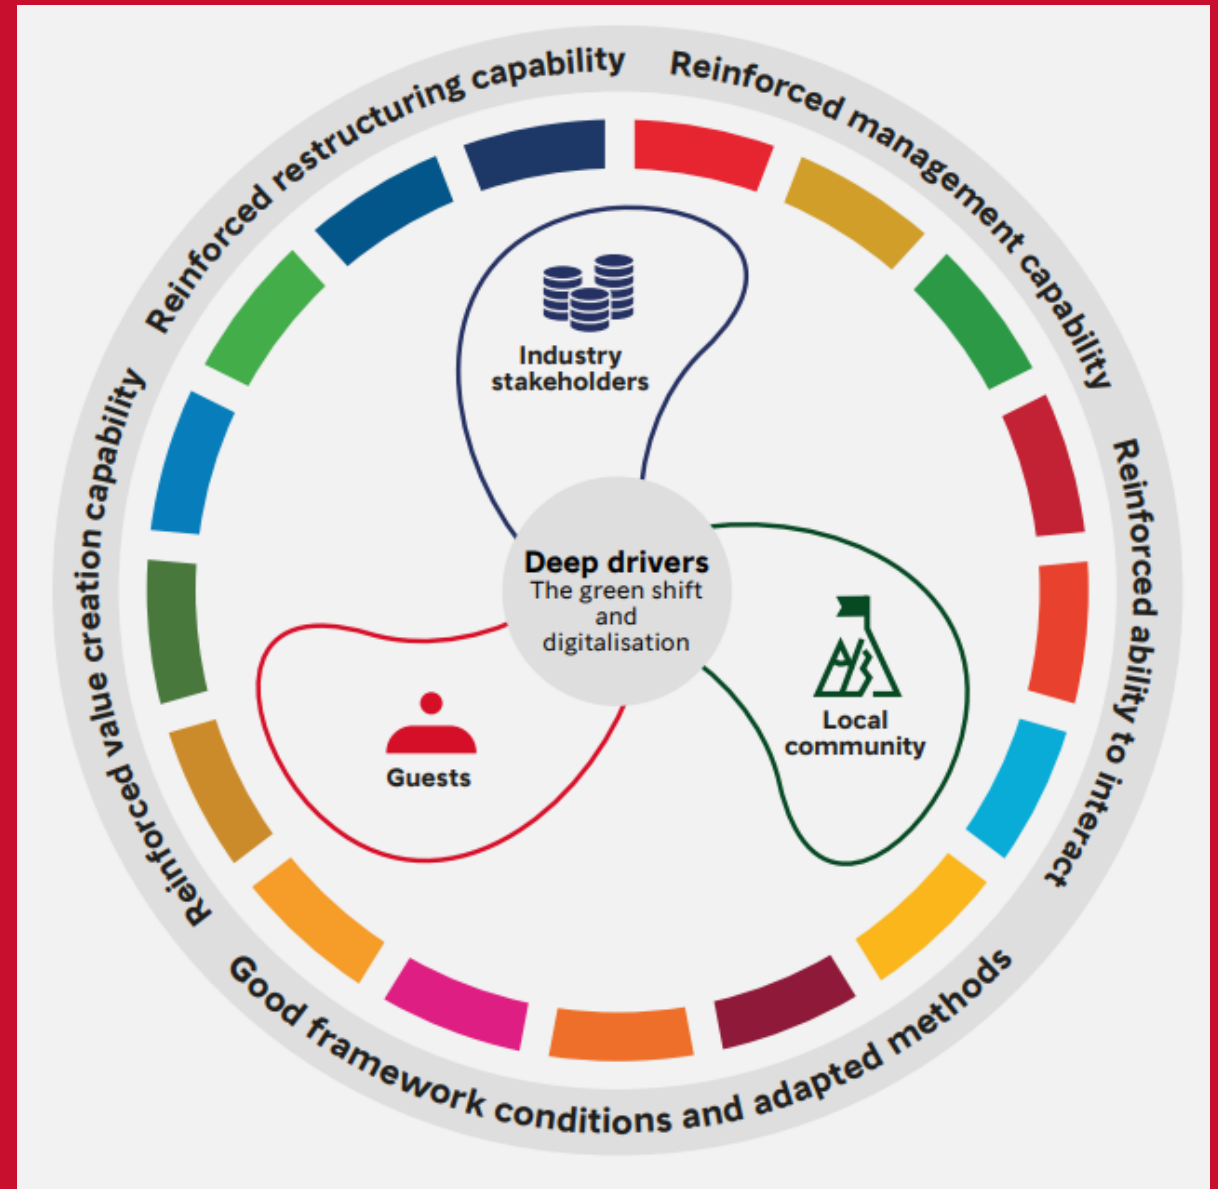 Reinforced restructuring capability
Reinforced management capability
Reinforced ability to interact
Good framework conditions and adapted methods
Reinforced value creation capability
Industry
stakeholders
Deep drivers
The green shift
and
digitalisation
Local
community
Guests